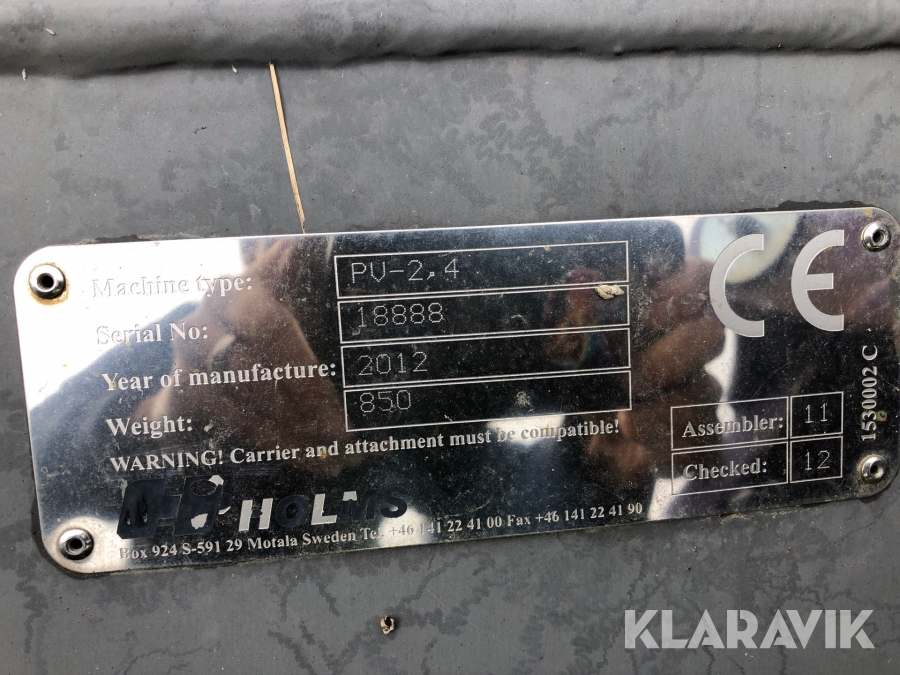 Machine type: PV-2,4
Serial No: 18888
Year of manufacture: 2012
Weight: 850
WARNING! Carrier and attachment must be compatible!
HOLMS
Box 924 S-591 29 Motala Sweden Tel. +46 141 22 41 00 Fax +46 141 22 41 90
CE
Assembler: 11
Checked: 12
1530002 C
KLARAVIK